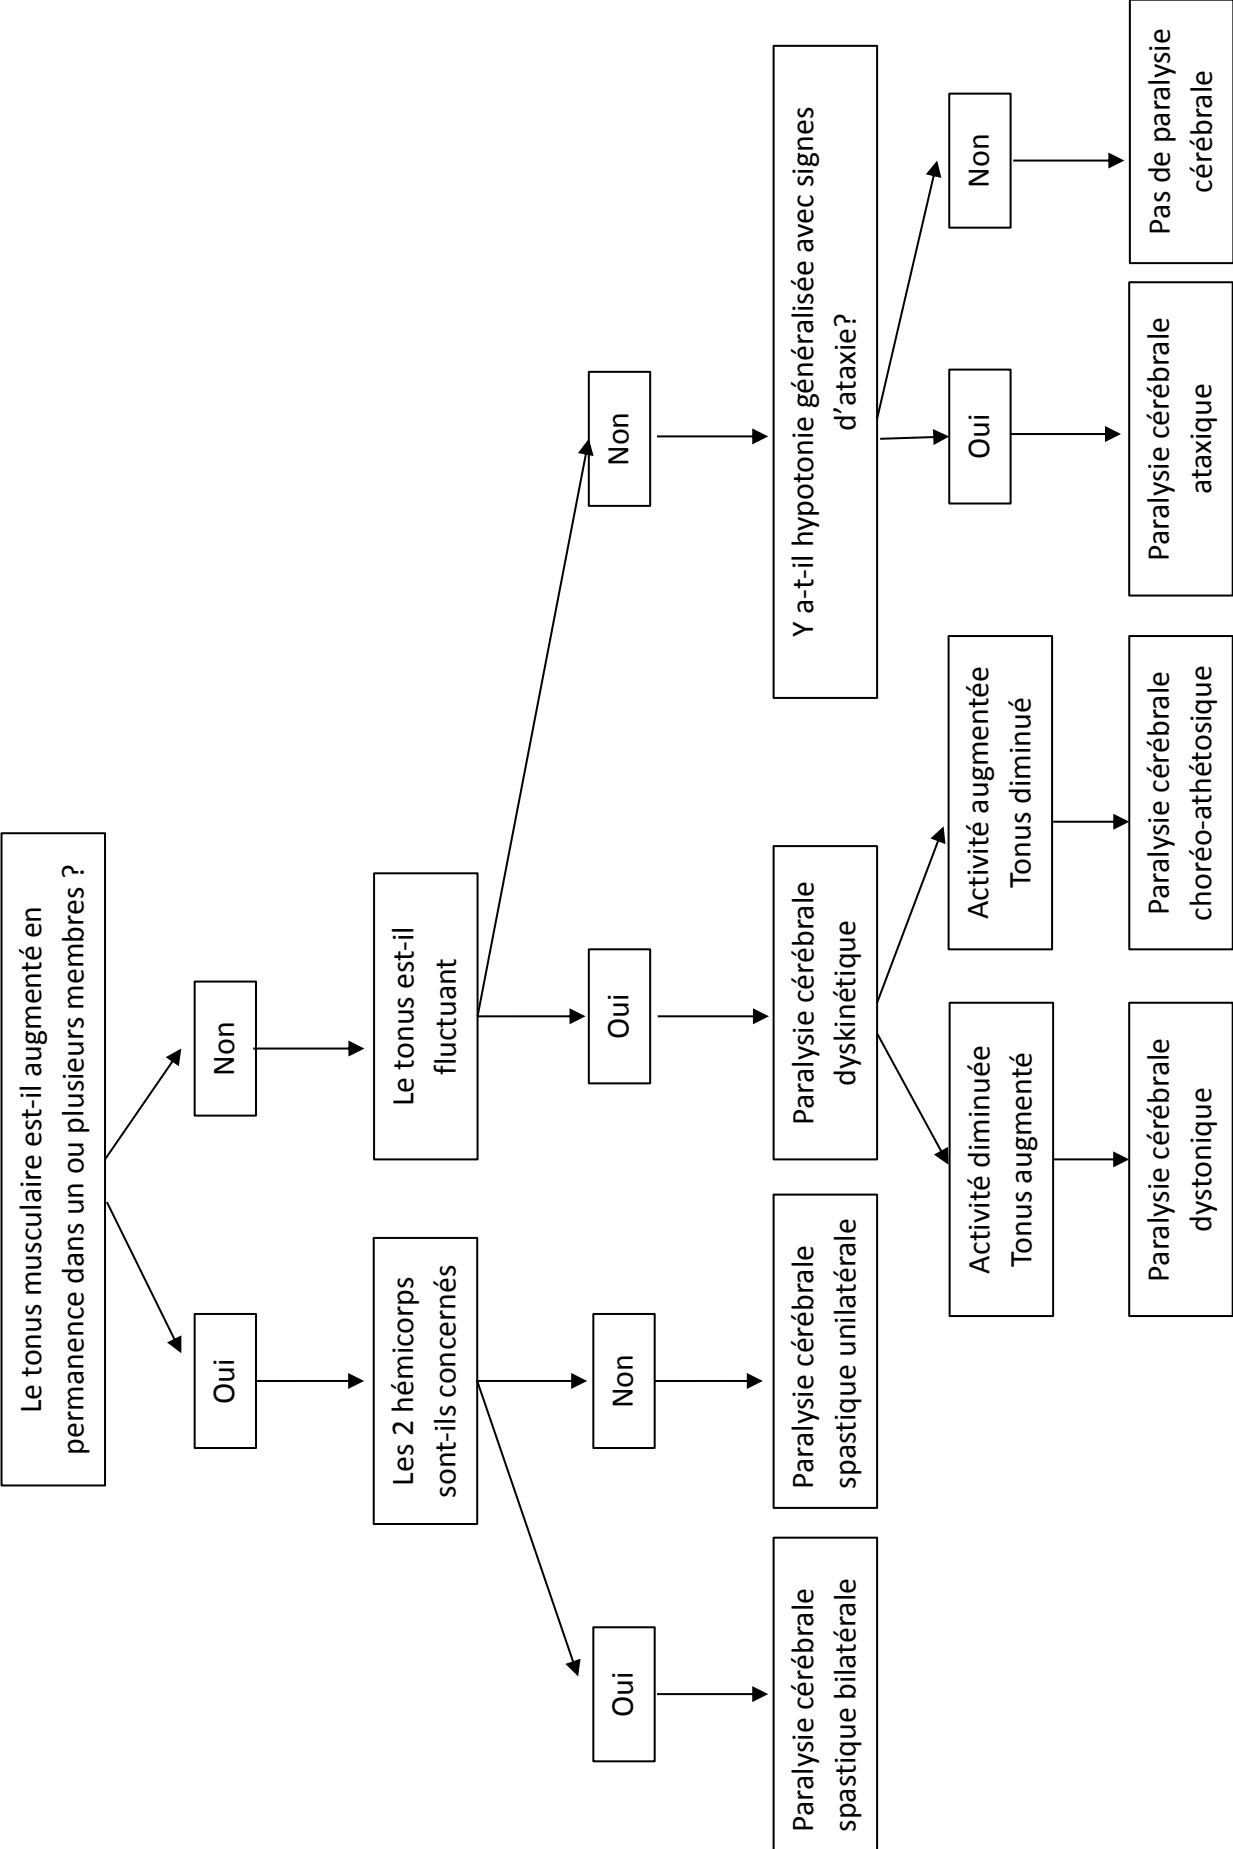 Le tonus musculaire est-il augmenté en
permanence dans un ou plusieurs membres ?
Oui
Non
Les 2 hémicorps
sont-ils concernés
Le tonus est-il
fluctuant
Oui
Non
Oui
Non
Paralysie cérébrale
spastique bilatérale
Paralysie cérébrale
spastique unilatérale
Paralysie cérébrale
dyskinétique
Y a-t-il hypotonie généralisée avec signes
d’ataxie?
Activité diminuée
Tonus augmenté
Activité augmentée
Tonus diminué
Oui
Non
Paralysie cérébrale
dystonique
Paralysie cérébrale
choréo-athétosique
Paralysie cérébrale
ataxique
Pas de paralysie
cérébrale